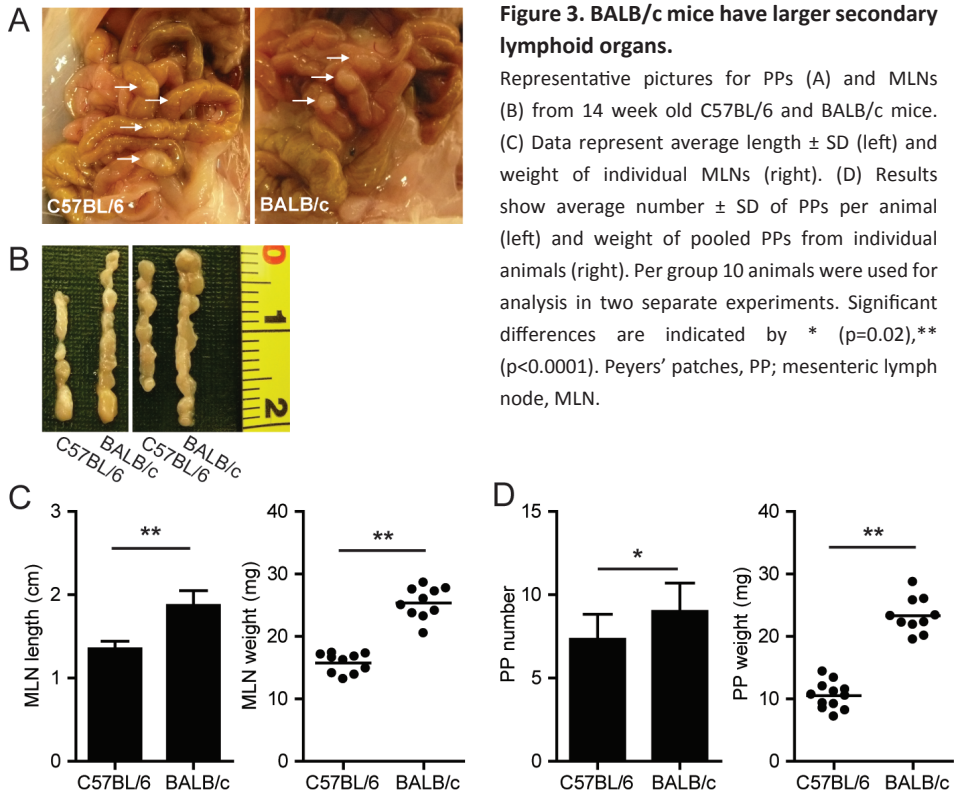 A
C57BL/6
BALB/c
Figure 3. BALB/c mice have larger secondary
lymphoid organs.
Representative pictures for PPs (A) and MLNs
(B) from 14 week old C57BL/6 and BALB/c mice.
(C) Data represent average length ± SD (left) and
weight of individual MLNs (right). (D) Results
show average number ± SD of PPs per animal
(left) and weight of pooled PPs from individual
animals (right). Per group 10 animals were used for
analysis in two separate experiments. Significant
differences are indicated by * (p=0.02),**
(p<0.0001). Peyers’ patches, PP; mesenteric lymph
node, MLN.
B
0
1
2
C57BL/6
BALB/c
C57BL/6
BALB/c
C
MLN length (cm)
3
2
1
0
**
C57BL/6 BALB/c
MLN weight (mg)
40
30
20
10
0
**
C57BL/6 BALB/c
D
PP number
15
10
5
0
*
C57BL/6 BALB/c
PP weight (mg)
40
30
20
10
0
**
C57BL/6 BALB/c